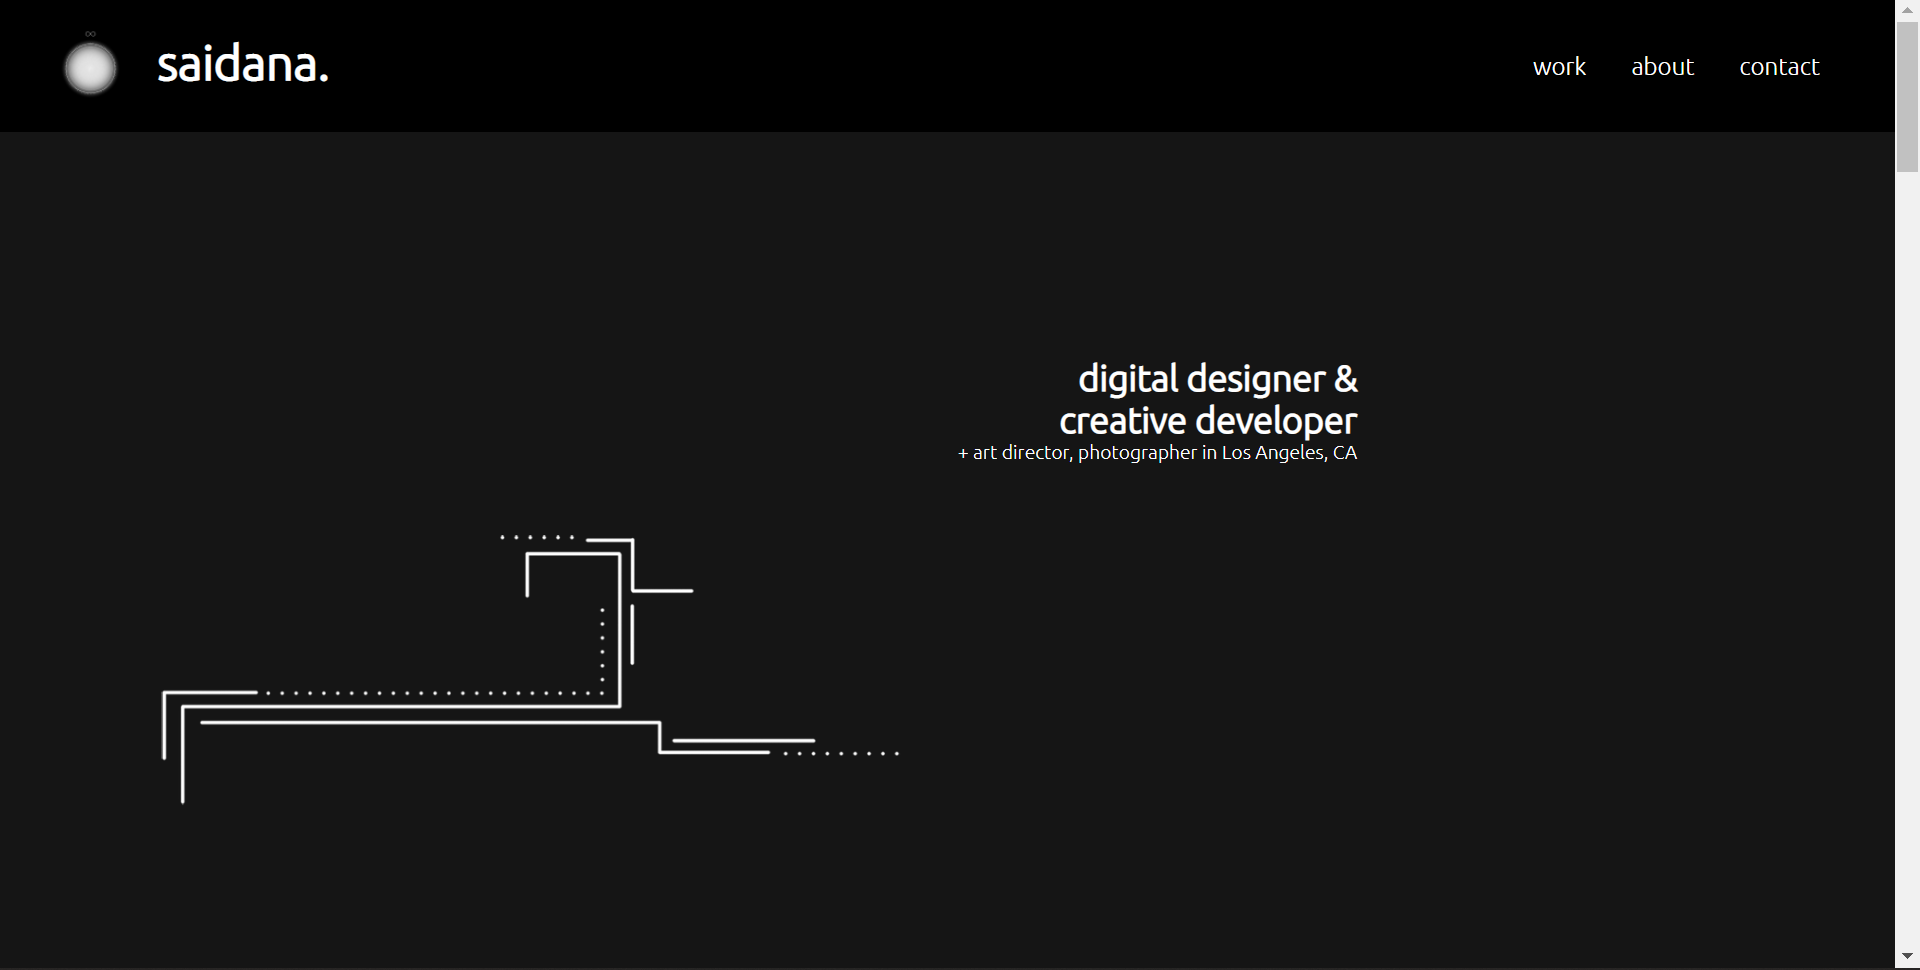 ∞
saidana.
work about contact
digital designer &
creative developer
+ art director, photographer in Los Angeles, CA